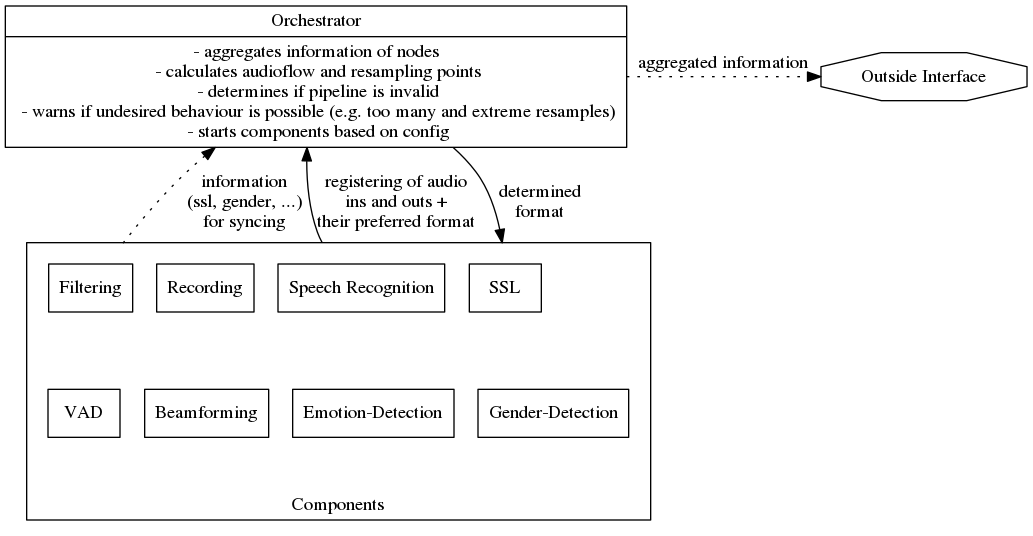 Orchestrator
- aggregates information of nodes
- calculates audioflow and resampling points
- determines if pipeline is invalid
- warns if undesired behaviour is possible (e.g. too many and extreme resamples)
- starts components based on config
aggregated information
Outside Interface
information
(ssl, gender, ...)
for syncing
registering of audio
ins and outs +
their preferred format
determined
format
Filtering
Recording
Speech Recognition
SSL
VAD
Beamforming
Emotion-Detection
Gender-Detection
Components